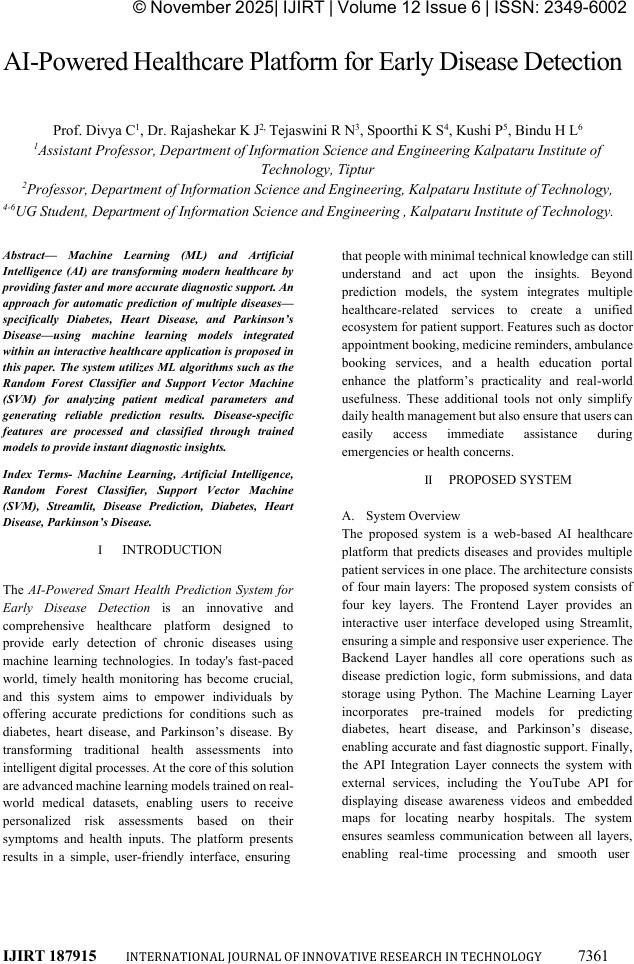 © November 2025| IJIRT | Volume 12 Issue 6 | ISSN: 2349-6002
AI-Powered Healthcare Platform for Early Disease Detection
Prof. Divya C1, Dr. Rajashekar K J2, Tejaswini R N3, Spoorthi K S4, Kushi P5, Bindu H L6
1Assistant Professor, Department of Information Science and Engineering Kalpataru Institute of
Technology, Tiptur
2Professor, Department of Information Science and Engineering, Kalpataru Institute of Technology,
4-6UG Student, Department of Information Science and Engineering , Kalpataru Institute of Technology.
Abstract— Machine Learning (ML) and Artificial
Intelligence (AI) are transforming modern healthcare by
providing faster and more accurate diagnostic support. An
approach for automatic prediction of multiple diseases—
specifically Diabetes, Heart Disease, and Parkinson's
Disease—using machine learning models integrated
within an interactive healthcare application is proposed in
this paper. The system utilizes ML algorithms such as the
Random Forest Classifier and Support Vector Machine
(SVM) for analyzing patient medical parameters and
generating reliable prediction results. Disease-specific
features are processed and classified through trained
models to provide instant diagnostic insights.
Index Terms- Machine Learning, Artificial Intelligence,
Random Forest Classifier, Support Vector Machine
(SVM), Streamlit, Disease Prediction, Diabetes, Heart
Disease, Parkinson's Disease.
I INTRODUCTION
The AI-Powered Smart Health Prediction System for
Early Disease Detection is an innovative and
comprehensive healthcare platform designed to
provide early detection of chronic diseases using
machine learning technologies. In today's fast-paced
world, timely health monitoring has become crucial,
and this system aims to empower individuals by
offering accurate predictions for conditions such as
diabetes, heart disease, and Parkinson's disease. By
transforming traditional health assessments into
intelligent digital processes. At the core of this solution
are advanced machine learning models trained on real-
world medical datasets, enabling users to receive
personalized risk assessments based on their
symptoms and health inputs. The platform presents
results in a simple, user-friendly interface, ensuring
that people with minimal technical knowledge can still
understand and act upon the insights. Beyond
prediction models, the system integrates multiple
healthcare-related services to create a unified
ecosystem for patient support. Features such as doctor
appointment booking, medicine reminders, ambulance
booking services, and a health education portal
enhance the platform's practicality and real-world
usefulness. These additional tools not only simplify
daily health management but also ensure that users can
easily access immediate assistance during
emergencies or health concerns.
II PROPOSED SYSTEM
A. System Overview
The proposed system is a web-based AI healthcare
platform that predicts diseases and provides multiple
patient services in one place. The architecture consists
of four main layers: The proposed system consists of
four key layers. The Frontend Layer provides an
interactive user interface developed using Streamlit,
ensuring a simple and responsive user experience. The
Backend Layer handles all core operations such as
disease prediction logic, form submissions, and data
storage using Python. The Machine Learning Layer
incorporates pre-trained models for predicting
diabetes, heart disease, and Parkinson's disease,
enabling accurate and fast diagnostic support. Finally,
the API Integration Layer connects the system with
external services, including the YouTube API for
displaying disease awareness videos and embedded
maps for locating nearby hospitals. The system
ensures seamless communication between all layers,
enabling real-time processing and smooth user
IJIRT 187915 INTERNATIONAL JOURNAL OF INNOVATIVE RESEARCH IN TECHNOLOGY 7361